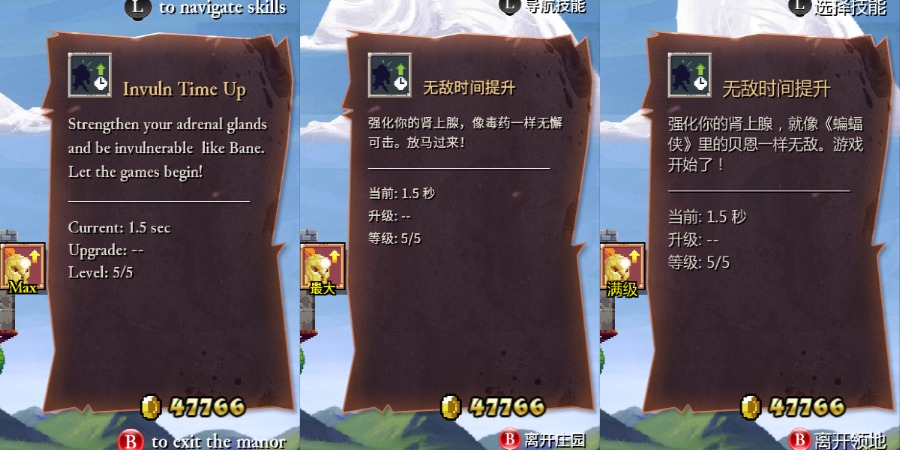 L to navigate skills
Invuln Time Up
Strengthen your adrenal glands
and be invulnerable like Bane.
Let the games begin!
Current: 1.5 sec
Upgrade: --
Level: 5/5
Max
47766
B to exit the manor
L 导航技能
无敌时间提升
强化你的肾上腺，像毒药一样无懈
可击。放马过来！
当前: 1.5 秒
升级: --
等级: 5/5
最大
47766
B 离开庄园
L 选择技能
无敌时间提升
强化你的肾上腺，就像《蝙蝠
侠》里的贝恩一样无敌。游戏
开始了！
当前: 1.5 秒
升级: --
等级: 5/5
满级
47766
B 离开领地